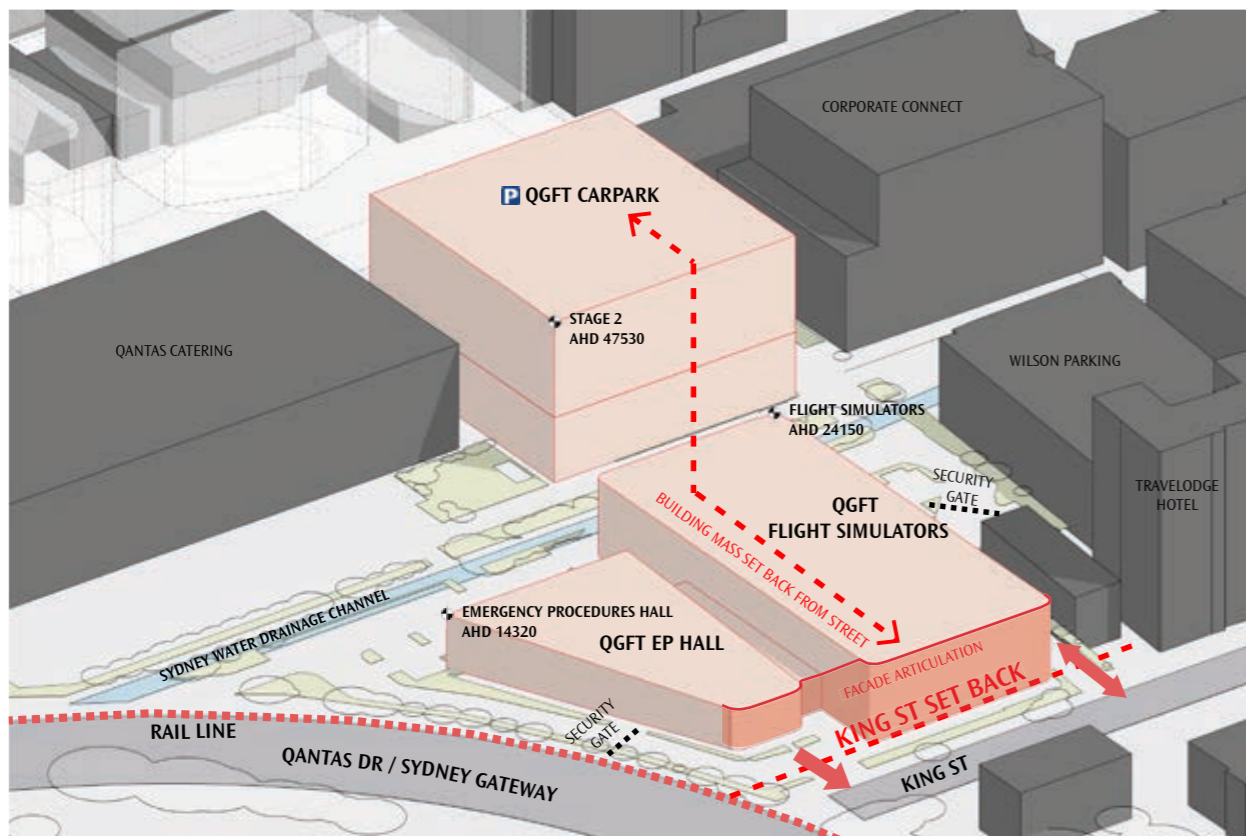 CORPORATE CONNECT
P QGFT CARPARK
STAGE 2
AHD 47530
QANTAS CATERING
WILSON PARKING
FLIGHT SIMULATORS
AHD 24150
SECURITY
GATE
TRAVELODGE
HOTEL
QGFT
FLIGHT SIMULATORS
BUILDING MASS SET BACK FROM STREET
SYDNEY WATER DRAINAGE CHANNEL
EMERGENCY PROCEDURES HALL
AHD 14320
QGFT EP HALL
FACADE ARTICULATION
KING ST SET BACK
SECURITY
GATE
RAIL LINE
QANTAS DR / SYDNEY GATEWAY
KING ST